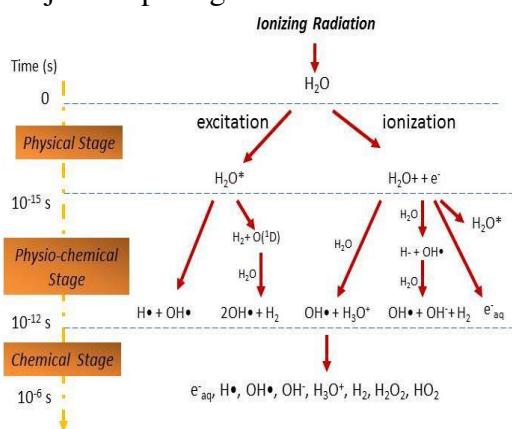 Ionizing Radiation
Time (s)
H₂O
0
excitation
ionization
Physical Stage
H₂O*
H₂O+ + e⁻
10⁻¹⁵ s
H₂O
H₂O*
H₂+ O(¹D)
H₂O
H- + OH•
Physio-chemical
Stage
H₂O
H₂O
H• + OH•
2OH• + H₂
OH• + H₃O⁺
OH• + OH⁻+ H₂
e⁻aq
10⁻¹² s
Chemical Stage
10⁻⁶ s
e⁻aq, H•, OH•, OH⁻, H₃O⁺, H₂, H₂O₂, HO₂